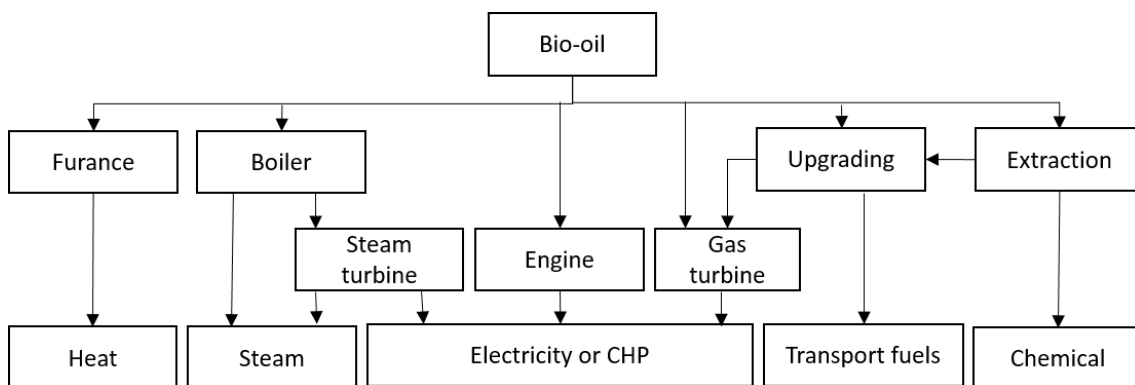 Bio-oil
Furance
Boiler
Upgrading
Extraction
Steam
turbine
Engine
Gas
turbine
Heat
Steam
Electricity or CHP
Transport fuels
Chemical